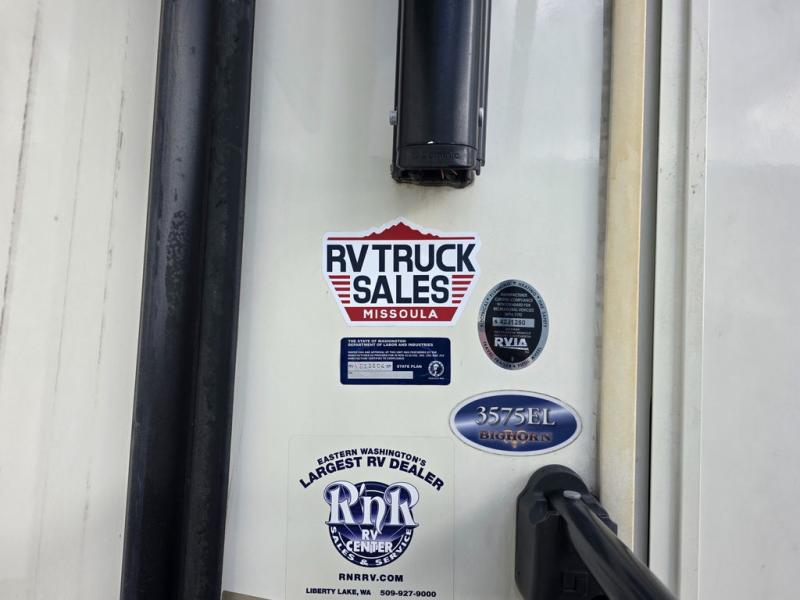 RV TRUCK
SALES
MISSOULA
THE STATE OF WASHINGTON
DEPARTMENT OF LABOR AND INDUSTRIES
STATE PLAN
MANUFACTURER
RVIA
3575EL
BIGHORN
EASTERN WASHINGTON'S
LARGEST RV DEALER
RnR
RV
CENTER
SALES & SERVICE
RNRRV.COM
LIBERTY LAKE, WA 509-927-9000